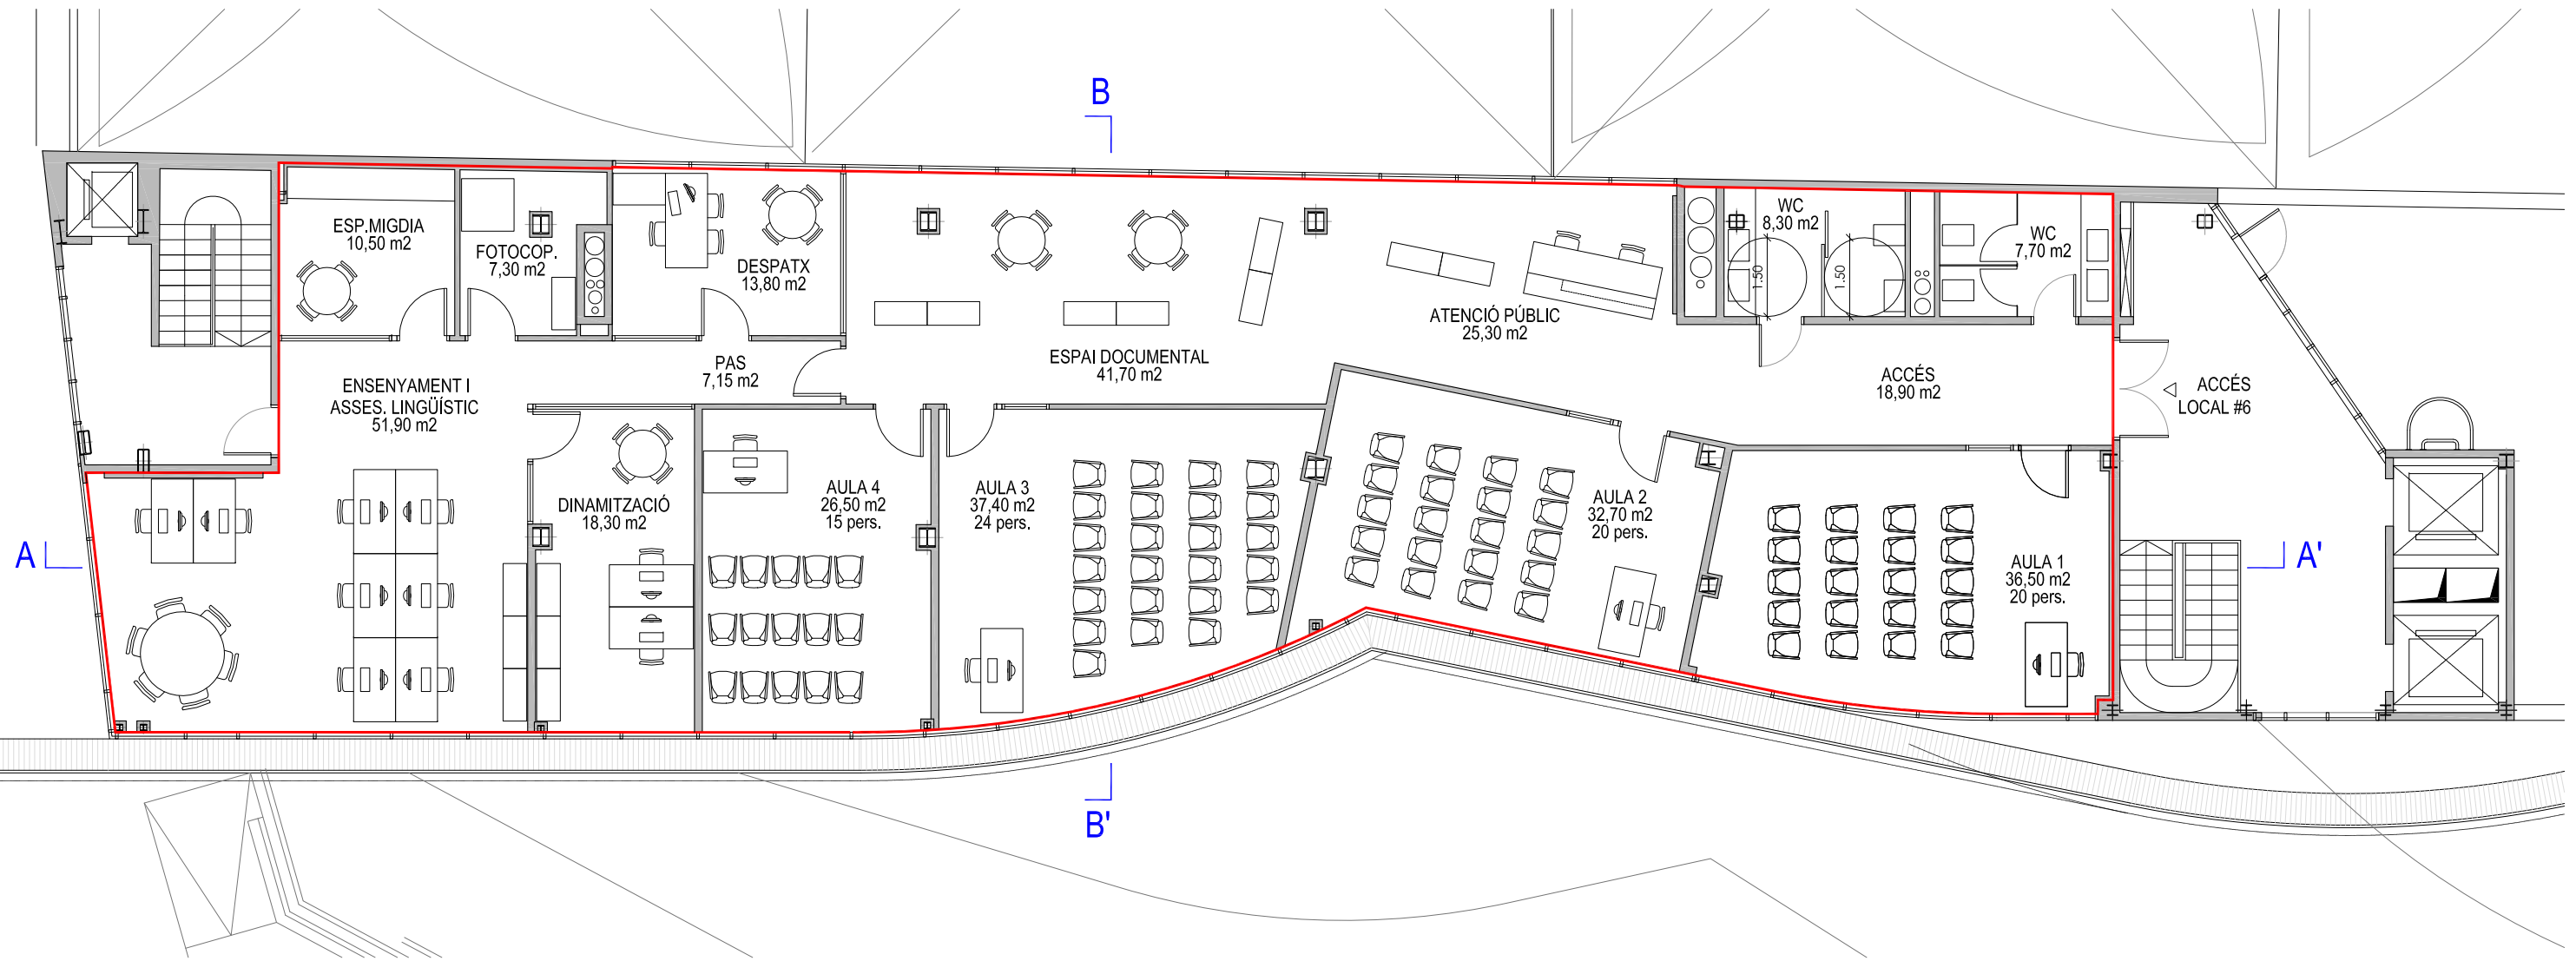 B
ESP.MIGDIA
10,50 m2
FOTOCOP.
7,30 m2
DESPATX
13,80 m2
WC
8,30 m2
1.50
1.50
WC
7,70 m2
ATENCIÓ PÚBLIC
25,30 m2
PAS
7,15 m2
ESPAI DOCUMENTAL
41,70 m2
ENSENYAMENT I
ASSES. LINGÜÍSTIC
51,90 m2
ACCÉS
18,90 m2
ACCÉS
LOCAL #6
DINAMITZACIÓ
18,30 m2
AULA 4
26,50 m2
15 pers.
AULA 3
37,40 m2
24 pers.
AULA 2
32,70 m2
20 pers.
AULA 1
36,50 m2
20 pers.
A
A'
B'